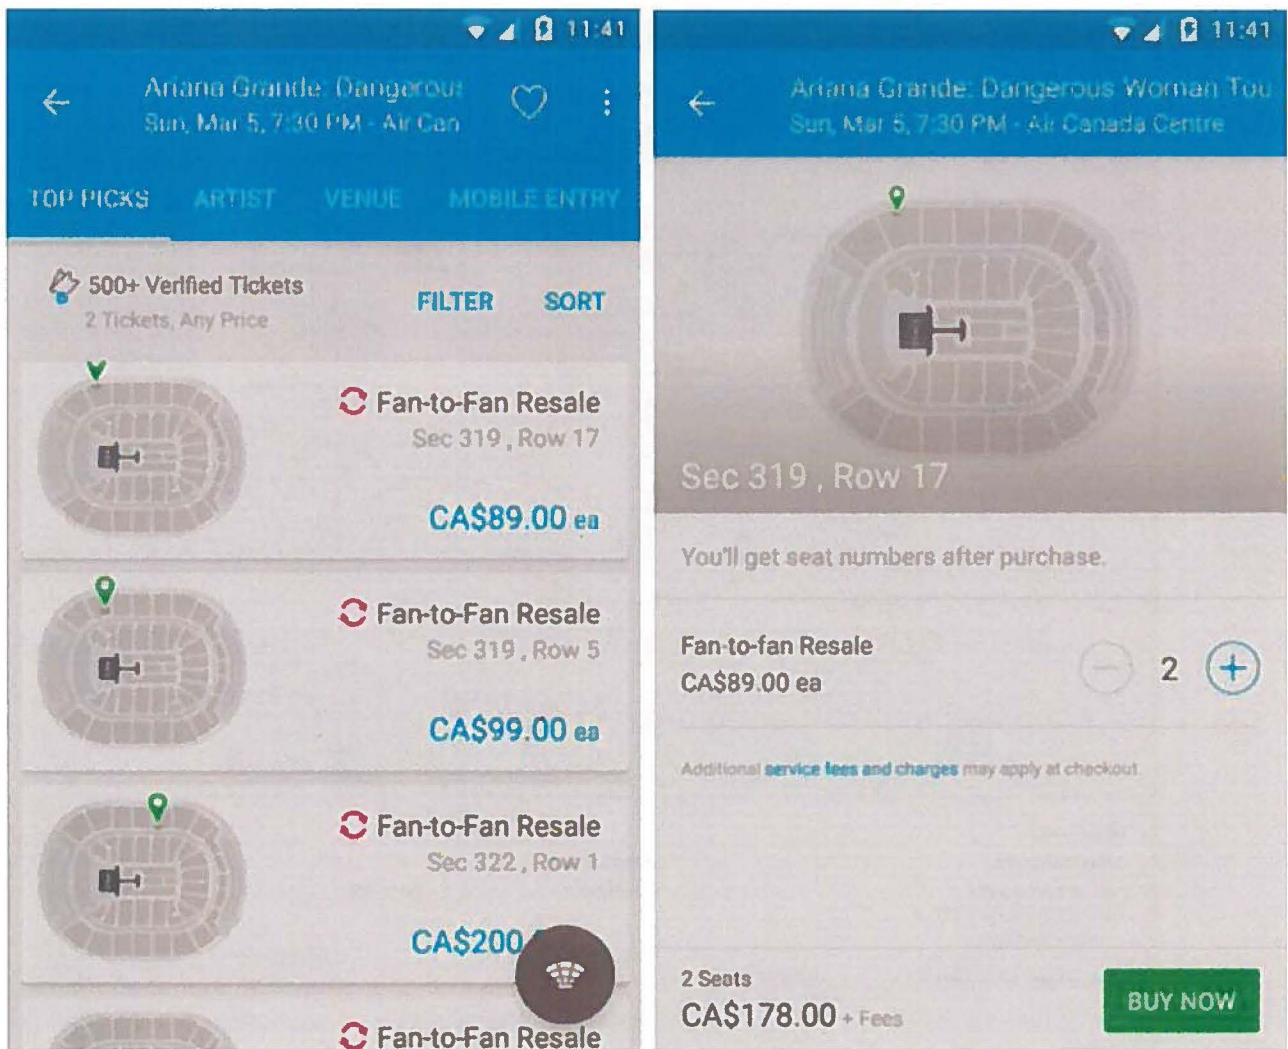 11:41
Ariana Grande: Dangerous
Sun, Mar 5, 7:30 PM - Air Can
TOP PICKS ARTIST VENUE MOBILE ENTRY
500+ Verified Tickets
2 Tickets, Any Price
FILTER SORT
Fan-to-Fan Resale
Sec 319 , Row 17
CA$89.00 ea
Fan-to-Fan Resale
Sec 319 , Row 5
CA$99.00 ea
Fan-to-Fan Resale
Sec 322 , Row 1
CA$200.
Fan-to-Fan Resale
11:41
Ariana Grande: Dangerous Woman Tou
Sun, Mar 5, 7:30 PM - Air Canada Centre
Sec 319 , Row 17
You'll get seat numbers after purchase.
Fan-to-fan Resale
CA$89.00 ea
2
Additional service fees and charges may apply at checkout
2 Seats
CA$178.00 + Fees
BUY NOW